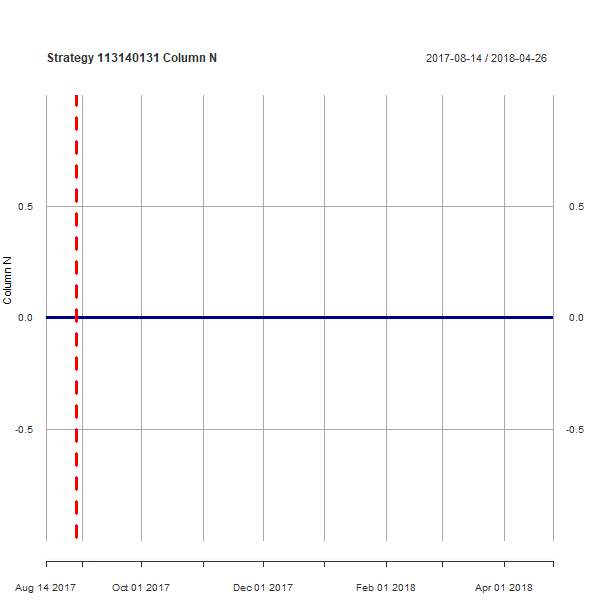 Strategy 113140131 Column N
2017-08-14 / 2018-04-26
0.5
0.5
Column N
0.0
0.0
-0.5
-0.5
Aug 14 2017
Oct 01 2017
Dec 01 2017
Feb 01 2018
Apr 01 2018